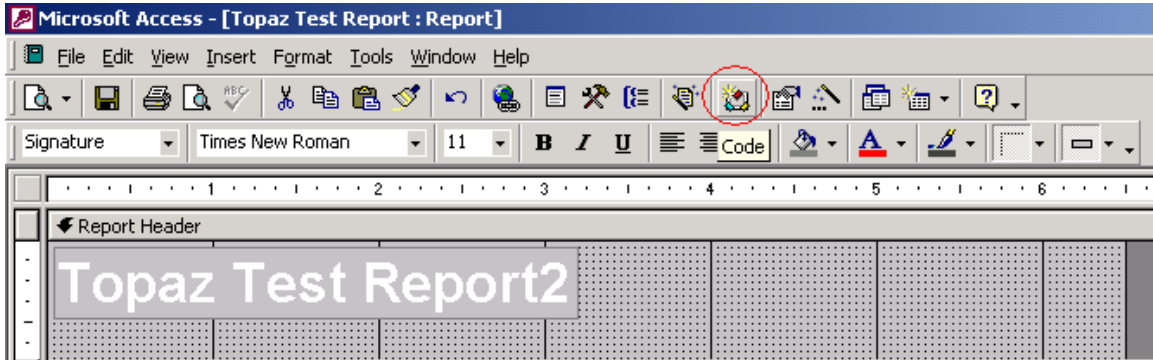 Microsoft Access - [Topaz Test Report : Report]
File Edit View Insert Format Tools Window Help
ABC
Signature Times New Roman 11 B I U Code A
1 2 3 4 5 6
Report Header
Topaz Test Report2